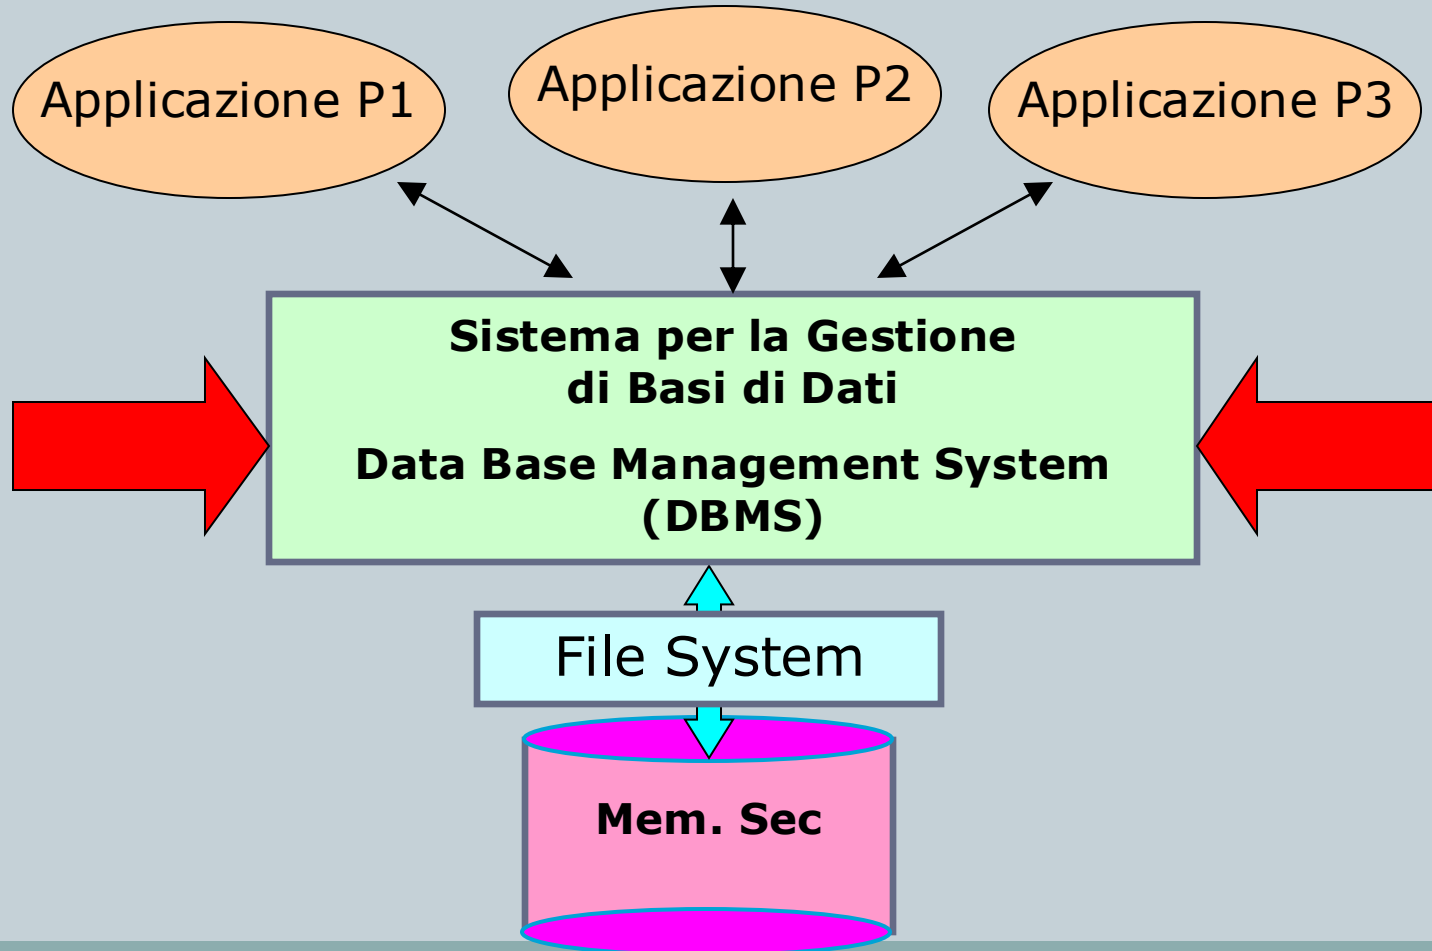 Applicazione P1
Applicazione P2
Applicazione P3
Sistema per la Gestione
di Basi di Dati
Data Base Management System
(DBMS)
File System
Mem. Sec